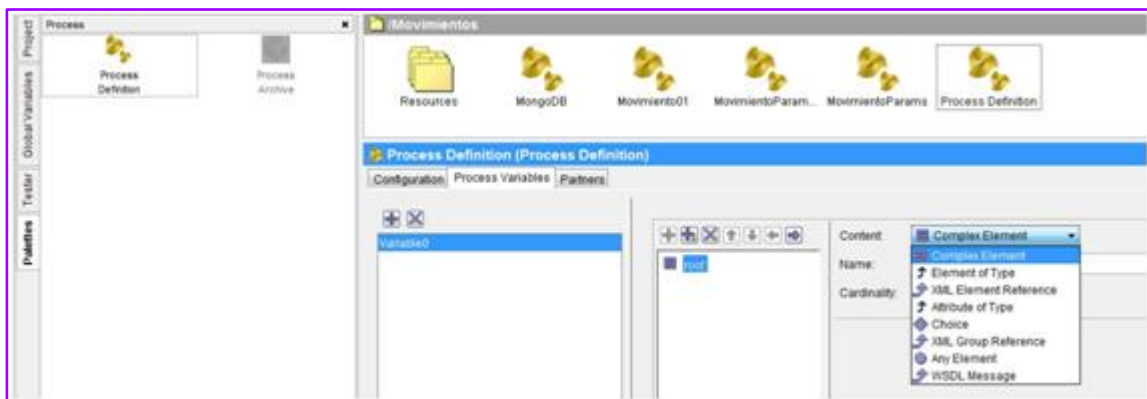 Project
Global Variables
Tester
Palettes
Process
Process Definition
Process Archive
/Movimientos
Resources
MongoDB
Movimiento01
MovimientoParam...
MovimientoParams
Process Definition
Process Definition (Process Definition)
Configuration
Process Variables
Partners
Variable0
root
Content
Complex Element
Name:
Cardinality:
Complex Element
Element of Type
XML Element Reference
Attribute of Type
Choice
XML Group Reference
Any Element
WSDL Message